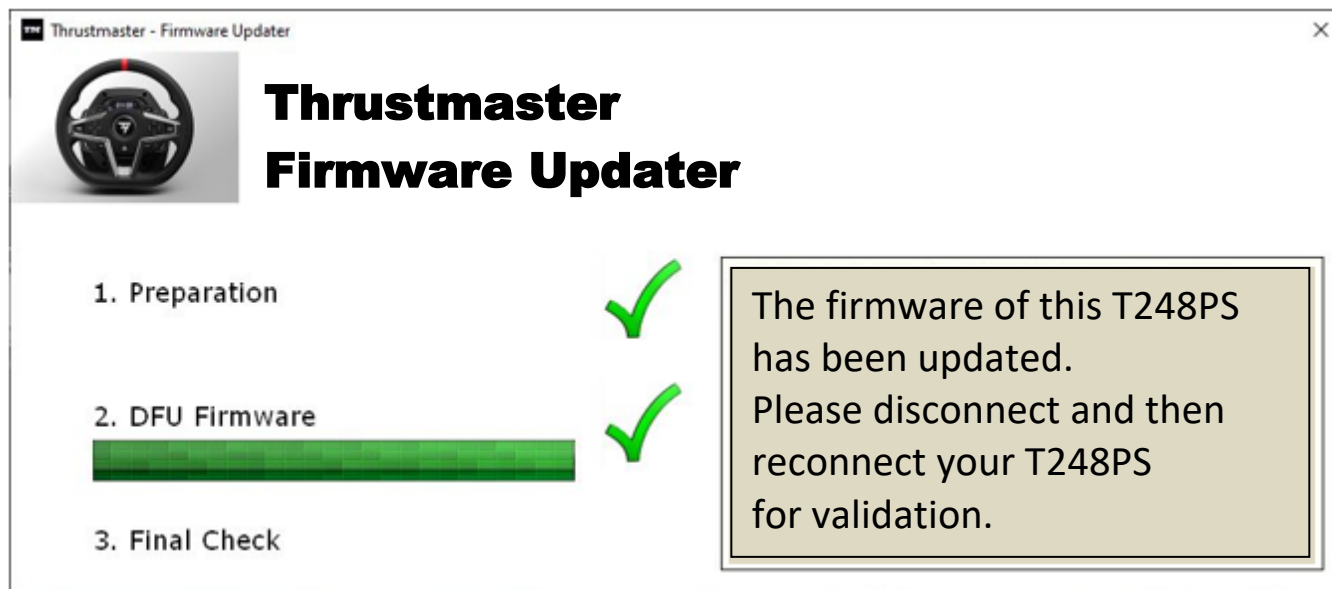 Thrustmaster - Firmware Updater
Thrustmaster
Firmware Updater
1. Preparation
2. DFU Firmware
3. Final Check
The firmware of this T248PS
has been updated.
Please disconnect and then
reconnect your T248PS
for validation.